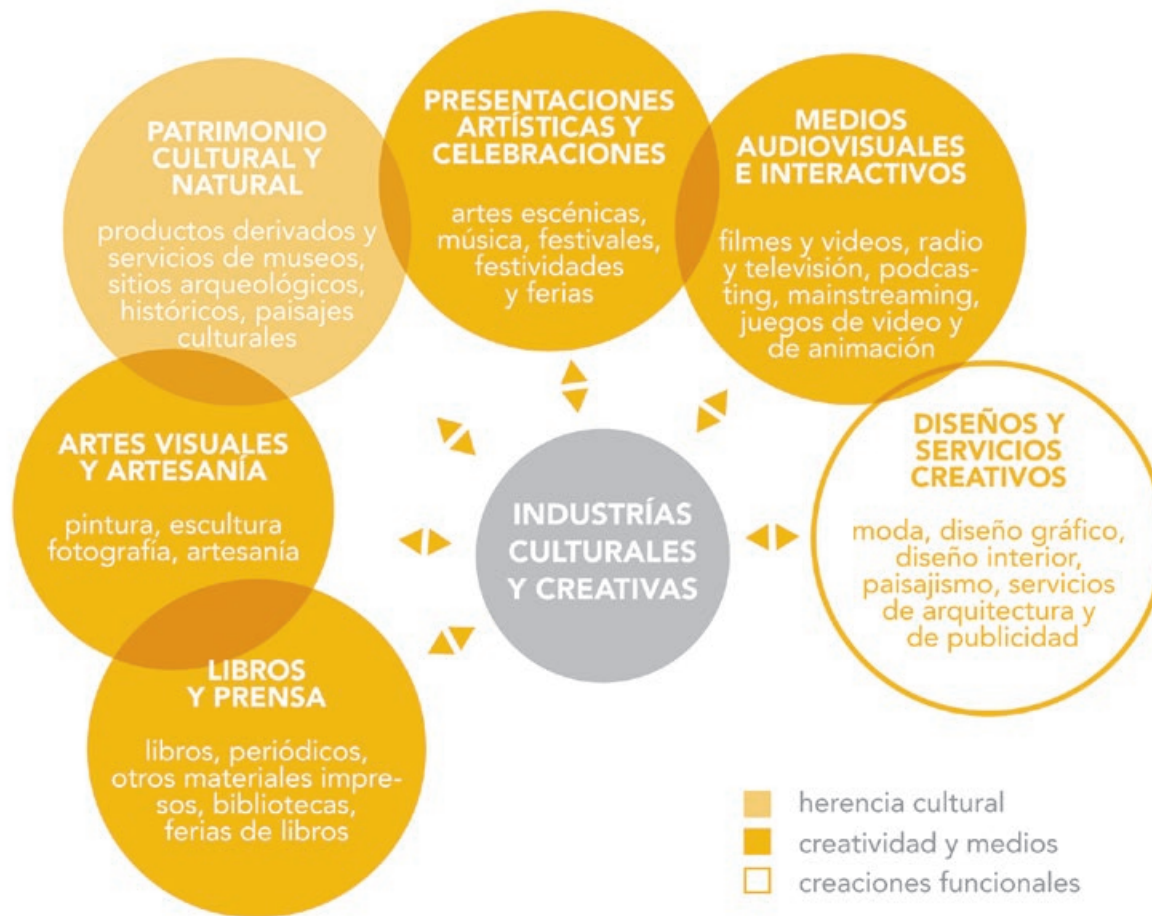 PATRIMONIO
CULTURAL Y
NATURAL
productos derivados y
servicios de museos,
sitios arqueológicos,
históricos, paisajes
culturales
PRESENTACIONES
ARTÍSTICAS Y
CELEBRACIONES
artes escénicas,
música, festivales,
festividades
y ferias
MEDIOS
AUDIOVISUALES
E INTERACTIVOS
filmes y videos, radio
y televisión, podcas-
ting, mainstreaming,
juegos de video y
de animación
ARTES VISUALES
Y ARTESANÍA
pintura, escultura
fotografía, artesanía
INDUSTRÍAS
CULTURALES
Y CREATIVAS
DISEÑOS Y
SERVICIOS
CREATIVOS
moda, diseño gráfico,
diseño interior,
paisajismo, servicios
de arquitectura y
de publicidad
LIBROS
Y PRENSA
libros, periódicos,
otros materiales impre-
sos, bibliotecas,
ferias de libros
herencia cultural
creatividad y medios
creaciones funcionales